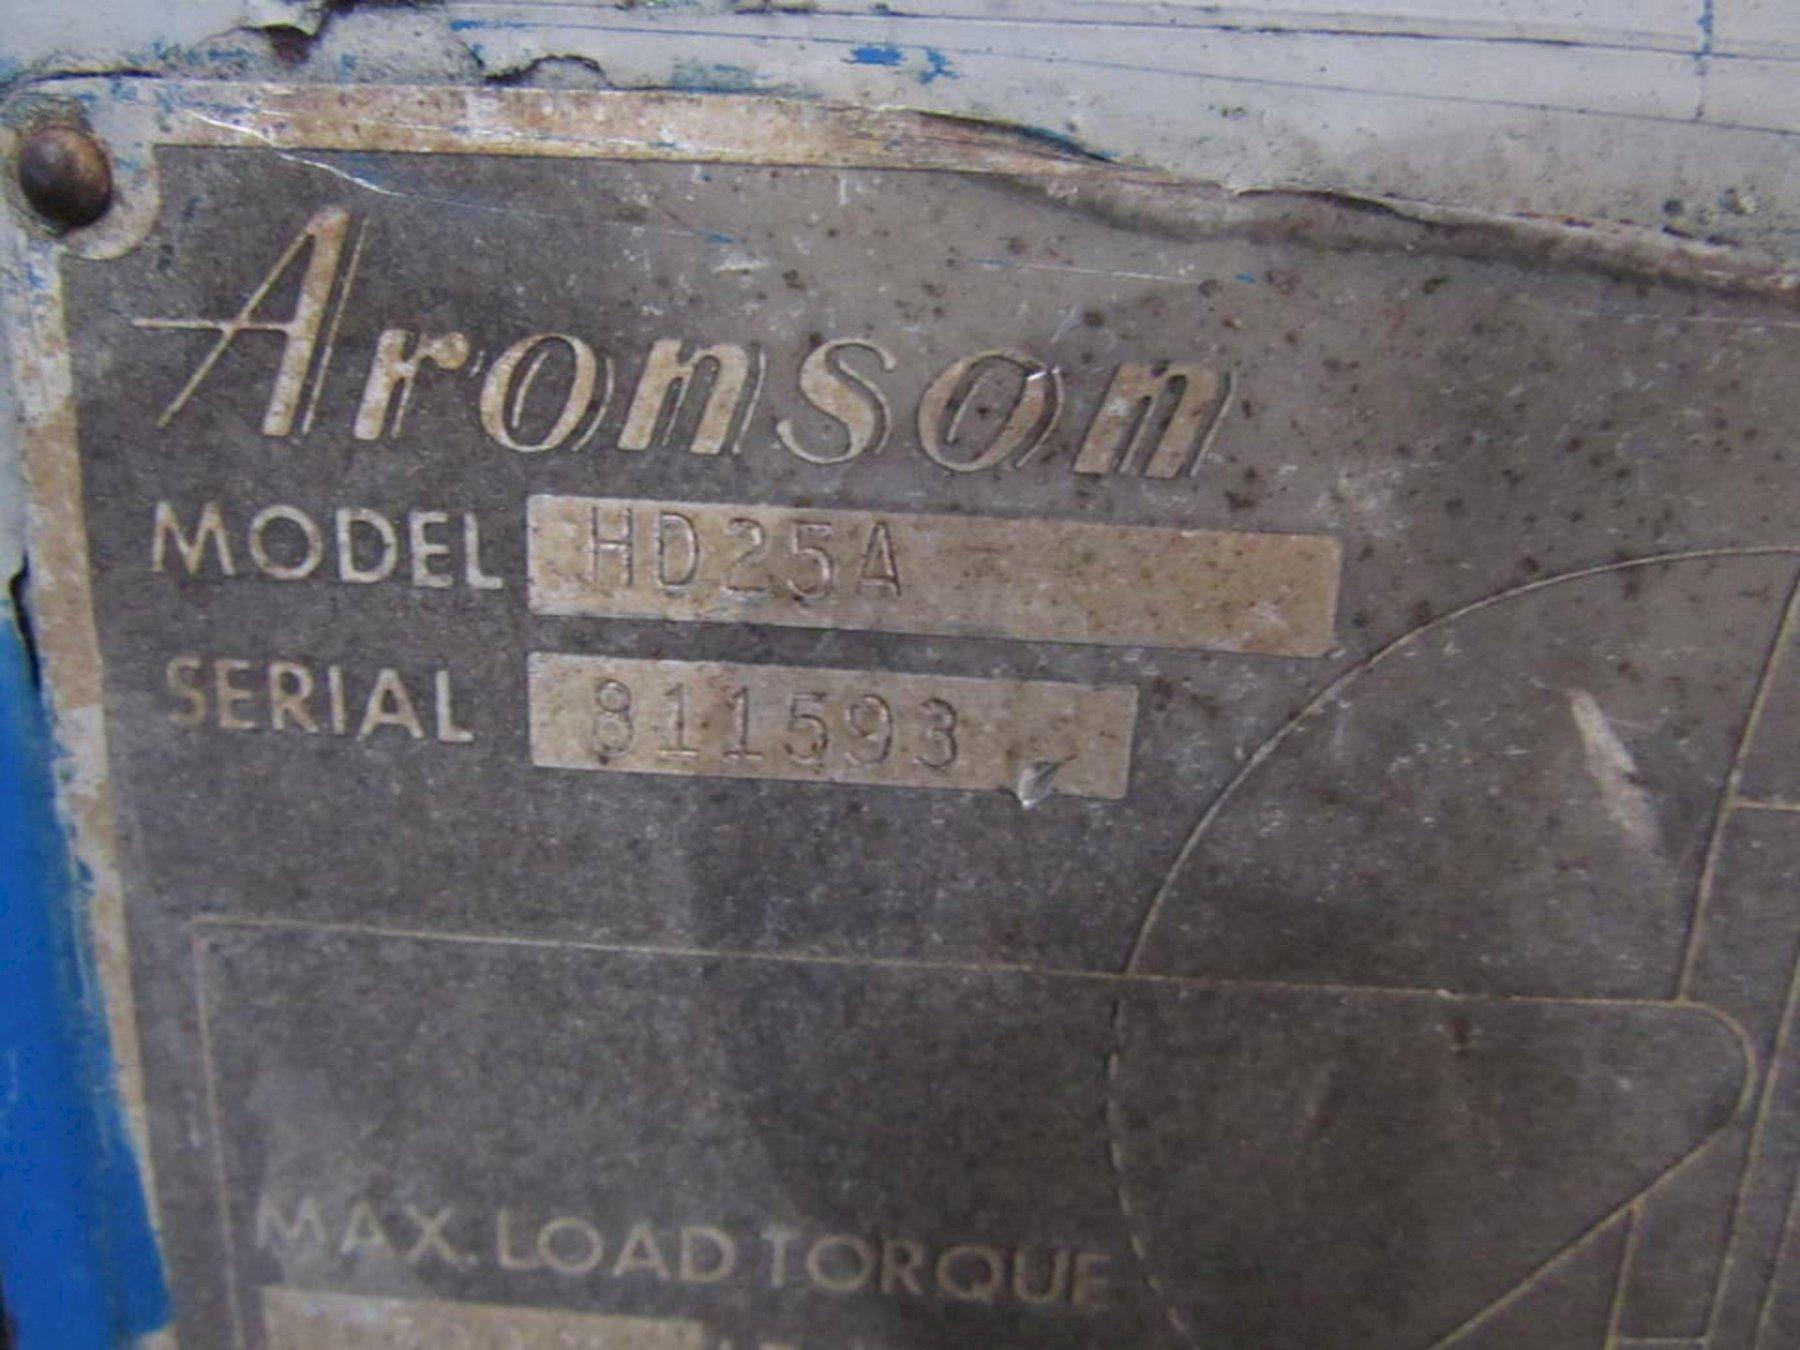 Aronson
MODEL HD25A
SERIAL 811593
MAX. LOAD TORQUE